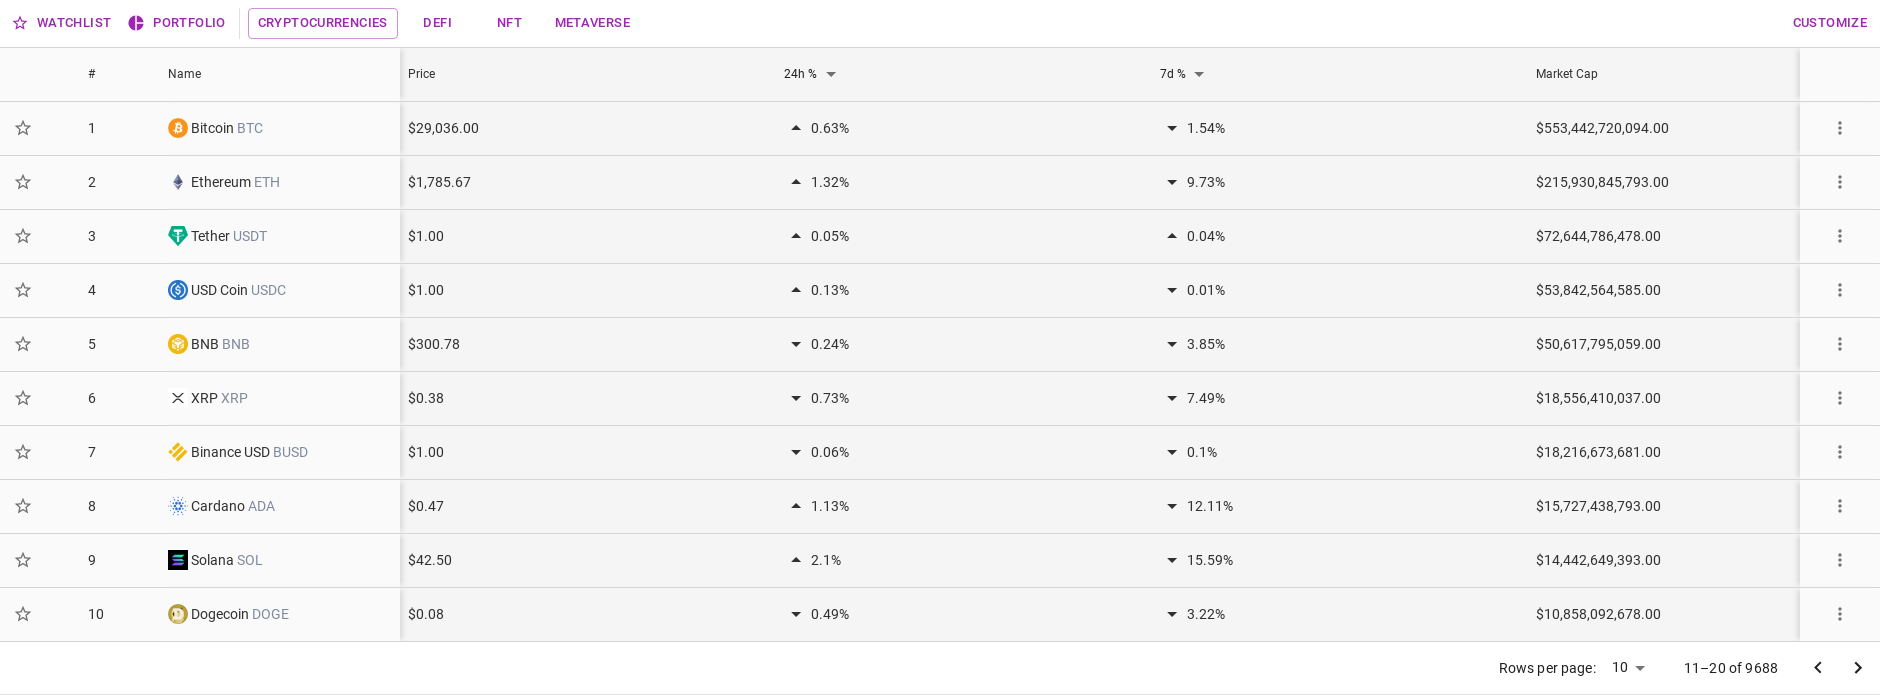 WATCHLIST PORTFOLIO CRYPTOCURRENCIES DEFI NFT METAVERSE CUSTOMIZE
# Name Price 24h % 7d % Market Cap
1 Bitcoin BTC $29,036.00 0.63% 1.54% $553,442,720,094.00
2 Ethereum ETH $1,785.67 1.32% 9.73% $215,930,845,793.00
3 Tether USDT $1.00 0.05% 0.04% $72,644,786,478.00
4 USD Coin USDC $1.00 0.13% 0.01% $53,842,564,585.00
5 BNB BNB $300.78 0.24% 3.85% $50,617,795,059.00
6 XRP XRP $0.38 0.73% 7.49% $18,556,410,037.00
7 Binance USD BUSD $1.00 0.06% 0.1% $18,216,673,681.00
8 Cardano ADA $0.47 1.13% 12.11% $15,727,438,793.00
9 Solana SOL $42.50 2.1% 15.59% $14,442,649,393.00
10 Dogecoin DOGE $0.08 0.49% 3.22% $10,858,092,678.00
Rows per page: 10 11–20 of 9688